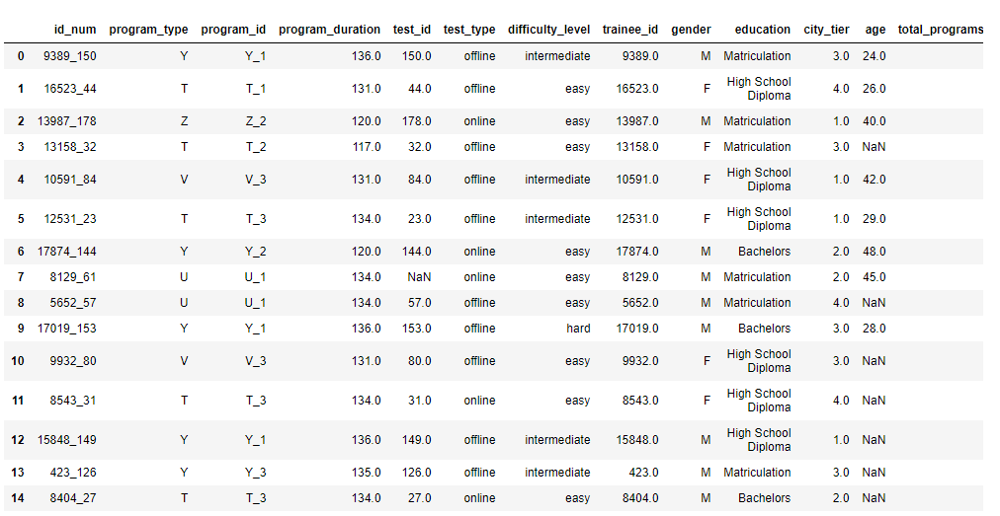 id_num program_type program_id program_duration test_id test_type difficulty_level trainee_id gender education city_tier age total_programs
0 9389_150 Y Y_1 136.0 150.0 offline intermediate 9389.0 M Matriculation 3.0 24.0
1 16523_44 T T_1 131.0 44.0 offline easy 16523.0 F High School Diploma 4.0 26.0
2 13987_178 Z Z_2 120.0 178.0 online easy 13987.0 M Matriculation 1.0 40.0
3 13158_32 T T_2 117.0 32.0 offline easy 13158.0 F Matriculation 3.0 NaN
4 10591_84 V V_3 131.0 84.0 offline intermediate 10591.0 F High School Diploma 1.0 42.0
5 12531_23 T T_3 134.0 23.0 offline intermediate 12531.0 F High School Diploma 1.0 29.0
6 17874_144 Y Y_2 120.0 144.0 online easy 17874.0 M Bachelors 2.0 48.0
7 8129_61 U U_1 134.0 NaN online easy 8129.0 M Matriculation 2.0 45.0
8 5652_57 U U_1 134.0 57.0 offline easy 5652.0 M Matriculation 4.0 NaN
9 17019_153 Y Y_1 136.0 153.0 offline hard 17019.0 M Bachelors 3.0 28.0
10 9932_80 V V_3 131.0 80.0 offline easy 9932.0 F High School Diploma 3.0 NaN
11 8543_31 T T_3 134.0 31.0 online easy 8543.0 F High School Diploma 4.0 NaN
12 15848_149 Y Y_1 136.0 149.0 offline intermediate 15848.0 M High School Diploma 1.0 NaN
13 423_126 Y Y_3 135.0 126.0 offline intermediate 423.0 M Matriculation 3.0 NaN
14 8404_27 T T_3 134.0 27.0 online easy 8404.0 M Bachelors 2.0 NaN